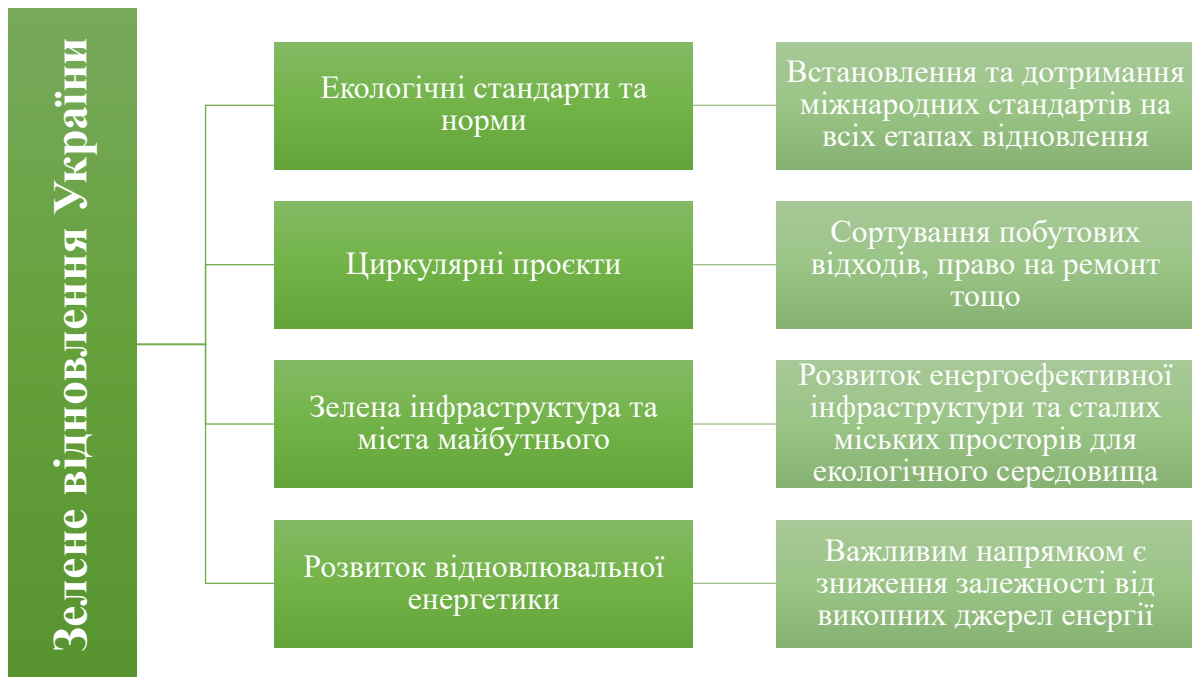 Зелене відновлення України
Екологічні стандарти та
норми
Встановлення та дотримання
міжнародних стандартів на
всіх етапах відновлення
Циркулярні проєкти
Сортування побутових
відходів, право на ремонт
тощо
Зелена інфраструктура та
міста майбутнього
Розвиток енергоефективної
інфраструктури та сталих
міських просторів для
екологічного середовища
Розвиток відновлювальної
енергетики
Важливим напрямком є
зниження залежності від
викопних джерел енергії